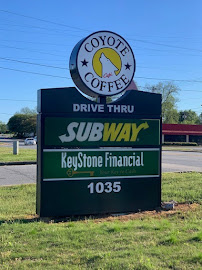 COYOTE
COFFEE
DRIVE THRU
SUBWAY
KeyStone Financial
1035